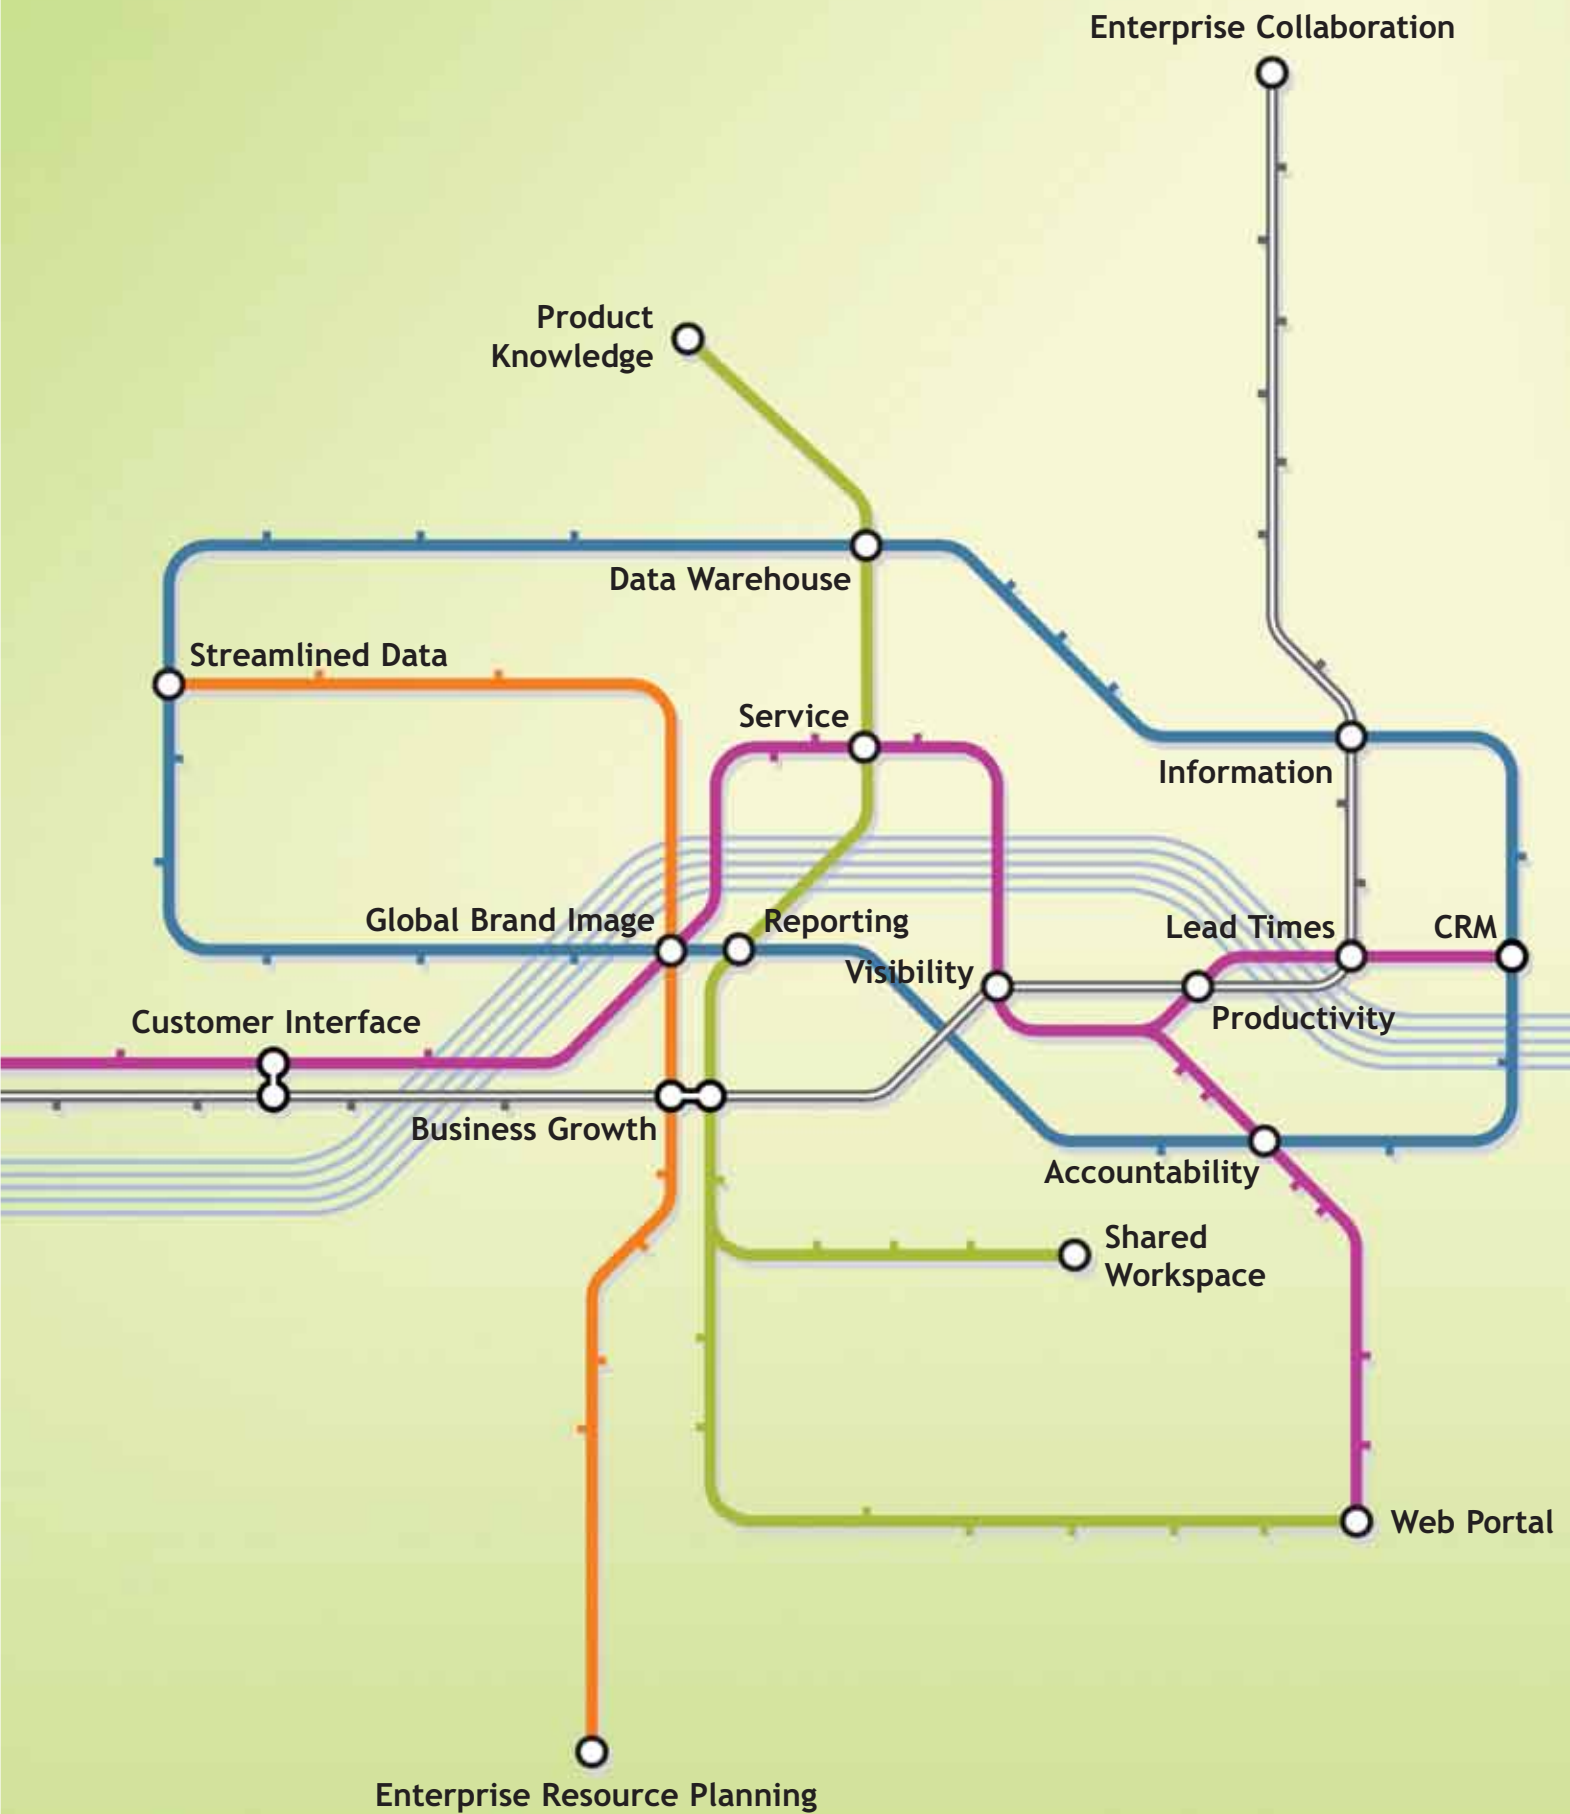 Enterprise Collaboration
Product
Knowledge
Data Warehouse
Streamlined Data
Service
Information
Global Brand Image
Reporting
Lead Times
CRM
Visibility
Customer Interface
Productivity
Business Growth
Accountability
Shared
Workspace
Web Portal
Enterprise Resource Planning